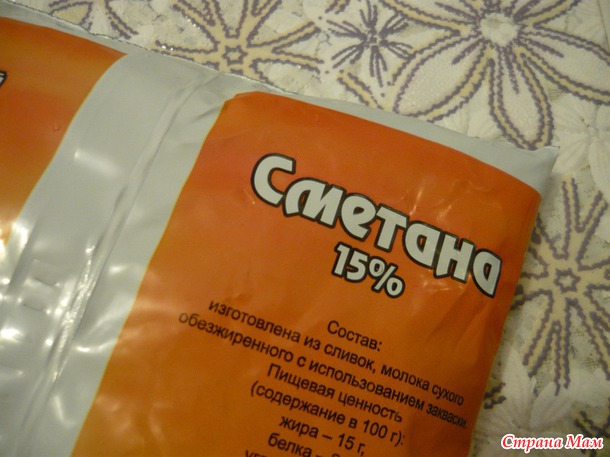 Сметана
15%
Состав:
изготовлена из сливок, молока сухого
обезжиренного с использованием закваски.
Пищевая ценность
(содержание в 100 г):
жира – 15 г,
белка –
Страна Мам